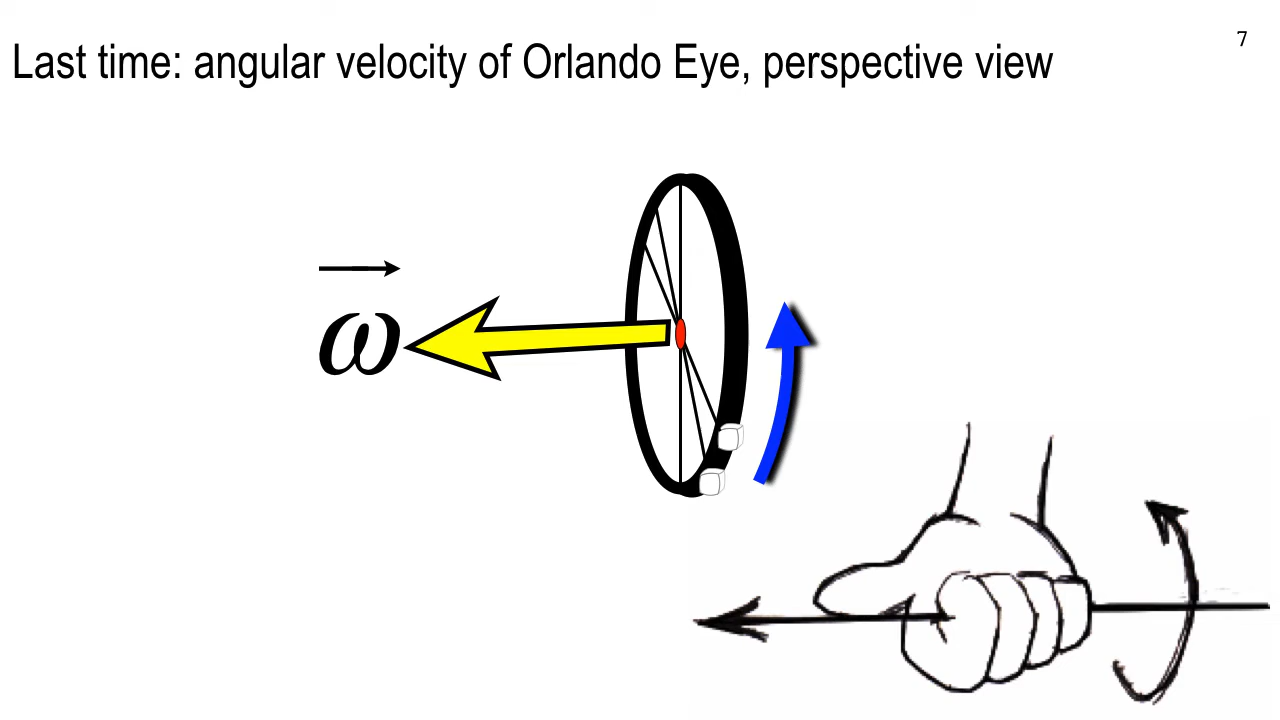 7
Last time: angular velocity of Orlando Eye, perspective view
ω⃗